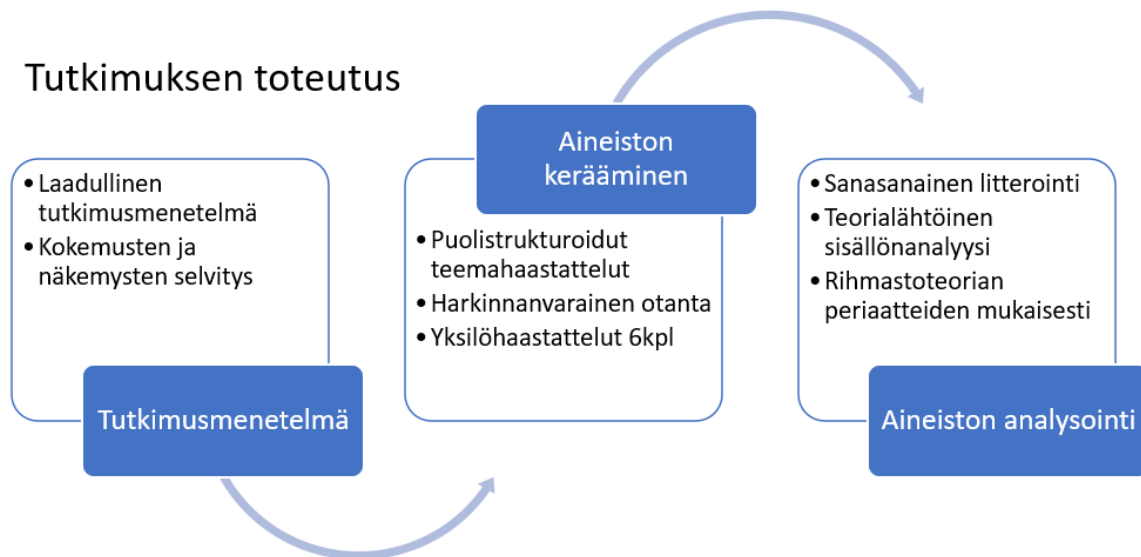 Tutkimuksen toteutus
• Laadullinen
tutkimusmenetelmä
• Kokemusten ja
näkemysten selvitys
Tutkimusmenetelmä
Aineiston
kerääminen
• Puolistrukturoidut
teemahaastattelut
• Harkinnanvarainen otanta
• Yksilöhaastattelut 6kpl
• Sanasanainen litterointi
• Teorialähtöinen
sisällönanalyysi
• Rihmastoteorian
periaatteiden mukaisesti
Aineiston analysointi